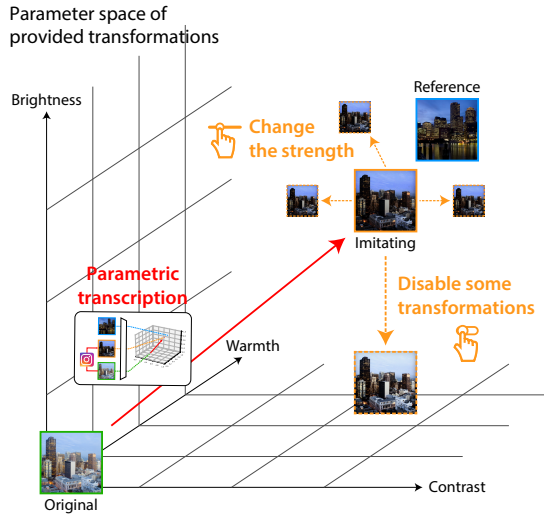 Parameter space of
provided transformations
Brightness
Reference
Change
the strength
Imitating
Parametric
transcription
Disable some
transformations
Warmth
Original
Contrast